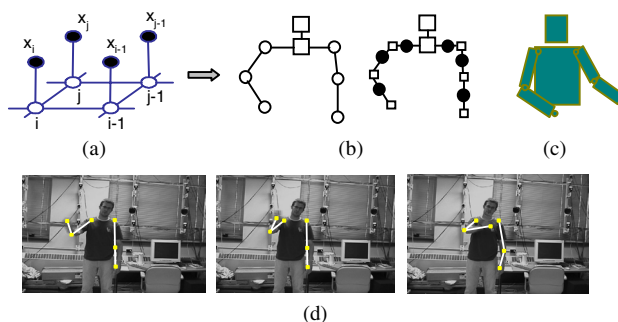 x_i
x_j
x_{i-1}
x_{j-1}
j
j-1
i
i-1
(a)
(b)
(c)
(d)